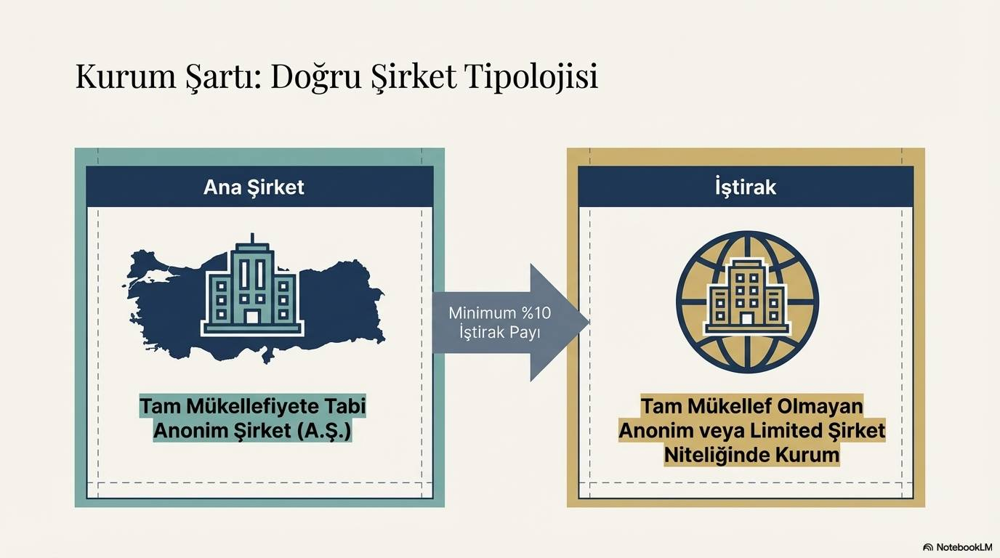 Kurum Şartı: Doğru Şirket Tipolojisi
Ana Şirket
Tam Mükellefiyete Tabi
Anonim Şirket (A.Ş.)
Minimum %10
İştirak Payı
İştirak
Tam Mükellef Olmayan
Anonim veya Limited Şirket
Niteliğinde Kurum
NotebookLM